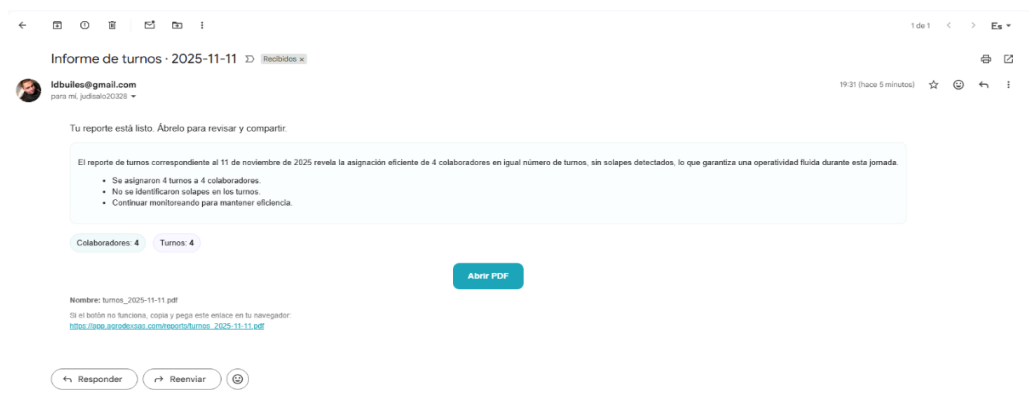 1 de 1
Es
Informe de turnos · 2025-11-11
Recibidos ×
ldbuiles@gmail.com
para mí, judisalo20328
19:31 (hace 5 minutos)
Tu reporte está listo. Ábrelo para revisar y compartir.
El reporte de turnos correspondiente al 11 de noviembre de 2025 revela la asignación eficiente de 4 colaboradores en igual número de turnos, sin solapes detectados, lo que garantiza una operatividad fluida durante esta jornada.
• Se asignaron 4 turnos a 4 colaboradores.
• No se identificaron solapes en los turnos.
• Continuar monitoreando para mantener eficiencia.
Colaboradores: 4 Turnos: 4
Abrir PDF
Nombre: turnos_2025-11-11.pdf
Si el botón no funciona, copia y pega este enlace en tu navegador:
https://app.agrodexsas.com/reports/turnos_2025-11-11.pdf
Responder
Reenviar